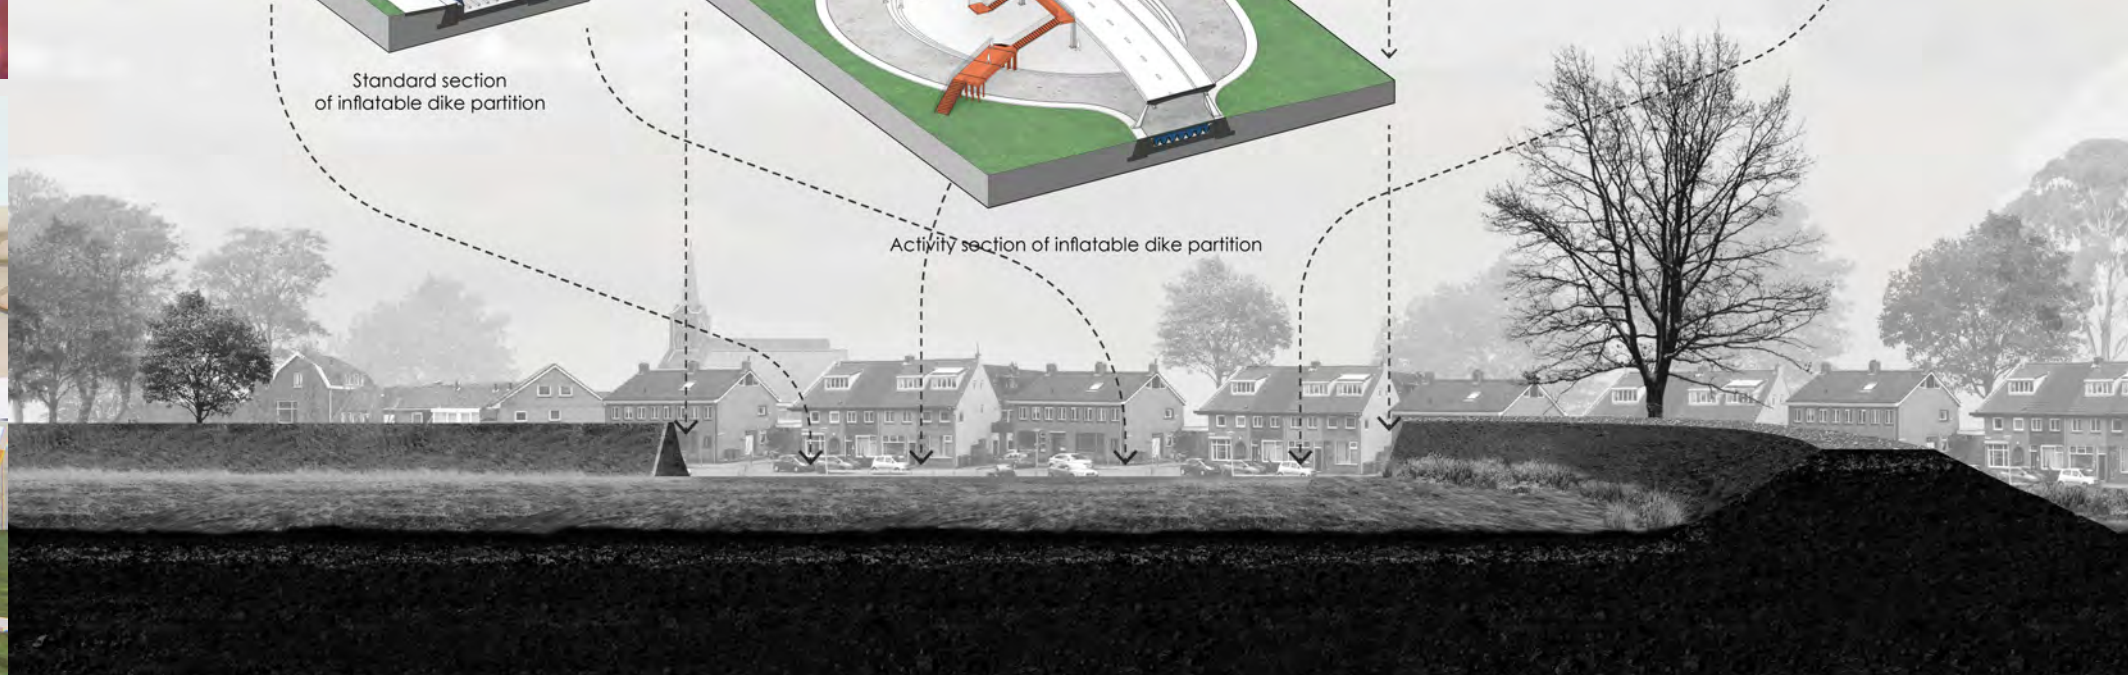 Standard section
of inflatable dike partition
Activity section of inflatable dike partition